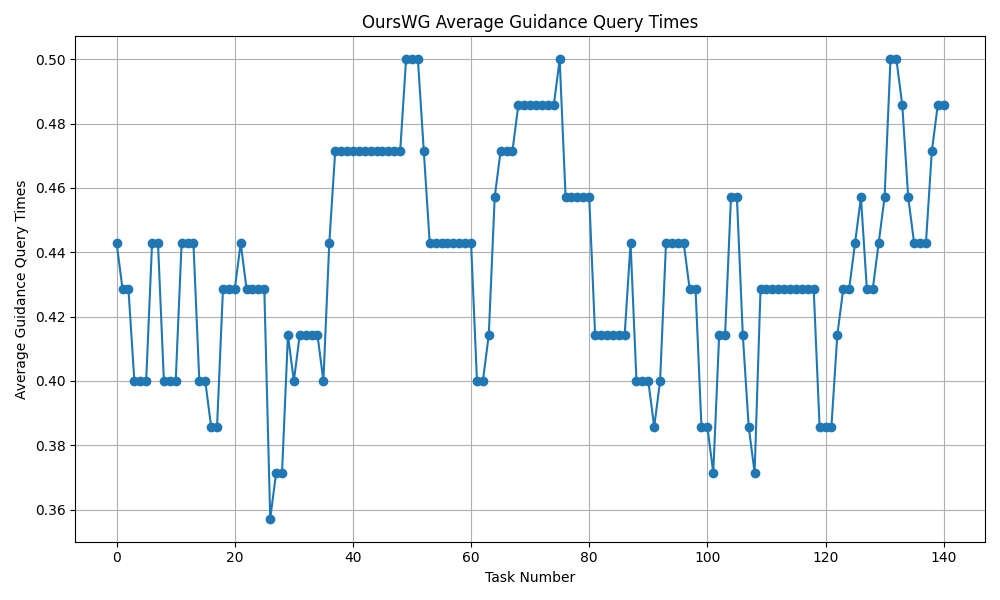 OursWG Average Guidance Query Times
Average Guidance Query Times
0.50
0.48
0.46
0.44
0.42
0.40
0.38
0.36
0 20 40 60 80 100 120 140
Task Number